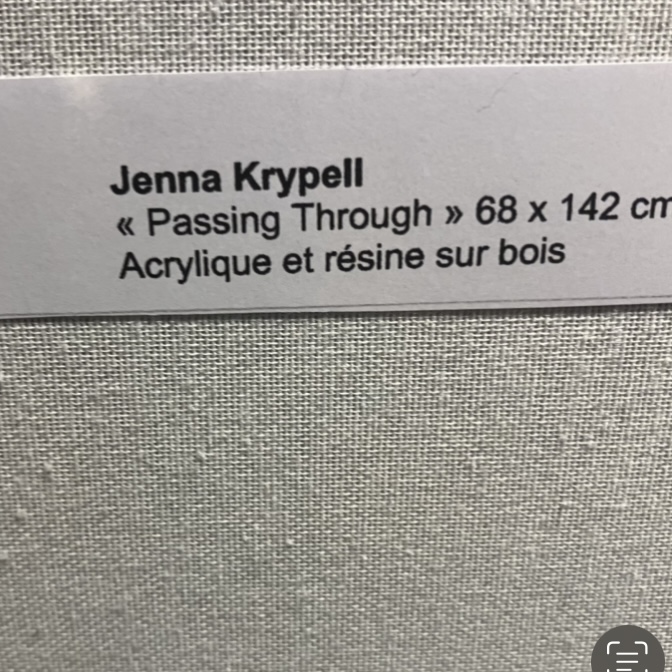 Jenna Krypell
« Passing Through » 68 x 142 cm
Acrylique et résine sur bois